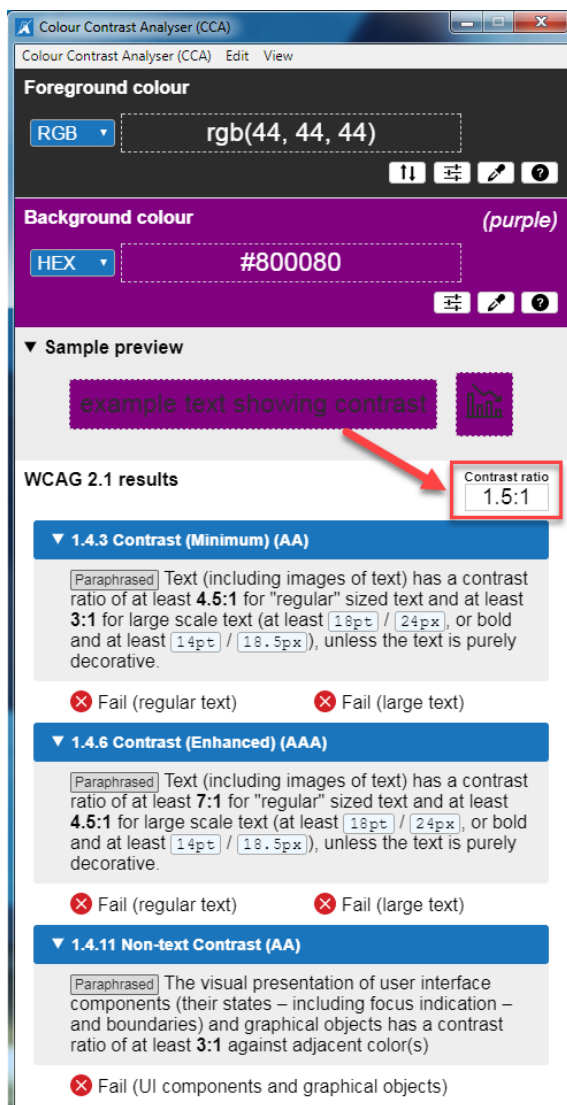 Colour Contrast Analyser (CCA)
Colour Contrast Analyser (CCA) Edit View
Foreground colour
RGB rgb(44, 44, 44)
Background colour (purple)
HEX #800080
▼ Sample preview
example text showing contrast
WCAG 2.1 results
Contrast ratio
1.5:1
▼ 1.4.3 Contrast (Minimum) (AA)
Paraphrased Text (including images of text) has a contrast
ratio of at least 4.5:1 for "regular" sized text and at least
3:1 for large scale text (at least 18pt / 24px, or bold
and at least 14pt / 18.5px), unless the text is purely
decorative.
Fail (regular text) Fail (large text)
▼ 1.4.6 Contrast (Enhanced) (AAA)
Paraphrased Text (including images of text) has a contrast
ratio of at least 7:1 for "regular" sized text and at least
4.5:1 for large scale text (at least 18pt / 24px, or bold
and at least 14pt / 18.5px), unless the text is purely
decorative.
Fail (regular text) Fail (large text)
▼ 1.4.11 Non-text Contrast (AA)
Paraphrased The visual presentation of user interface
components (their states – including focus indication –
and boundaries) and graphical objects has a contrast
ratio of at least 3:1 against adjacent color(s)
Fail (UI components and graphical objects)